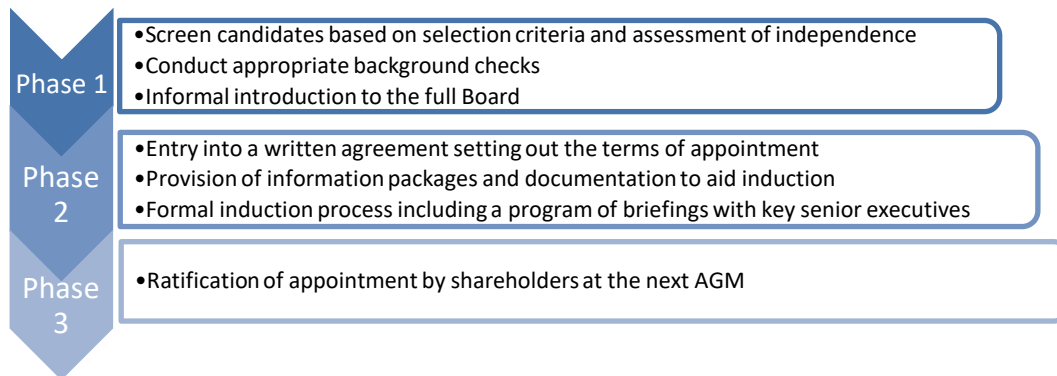 Phase 1
•Screen candidates based on selection criteria and assessment of independence
•Conduct appropriate background checks
•Informal introduction to the full Board
Phase
2
•Entry into a written agreement setting out the terms of appointment
•Provision of information packages and documentation to aid induction
•Formal induction process including a program of briefings with key senior executives
Phase
3
•Ratification of appointment by shareholders at the next AGM